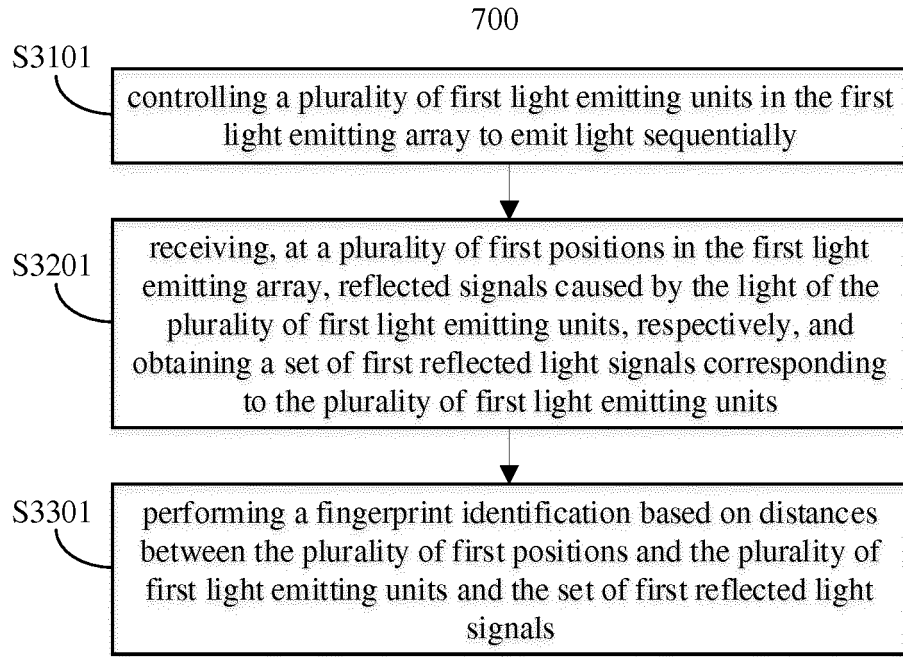 700
S3101
controlling a plurality of first light emitting units in the first
light emitting array to emit light sequentially
S3201
receiving, at a plurality of first positions in the first light
emitting array, reflected signals caused by the light of the
plurality of first light emitting units, respectively, and
obtaining a set of first reflected light signals corresponding
to the plurality of first light emitting units
S3301
performing a fingerprint identification based on distances
between the plurality of first positions and the plurality of
first light emitting units and the set of first reflected light
signals